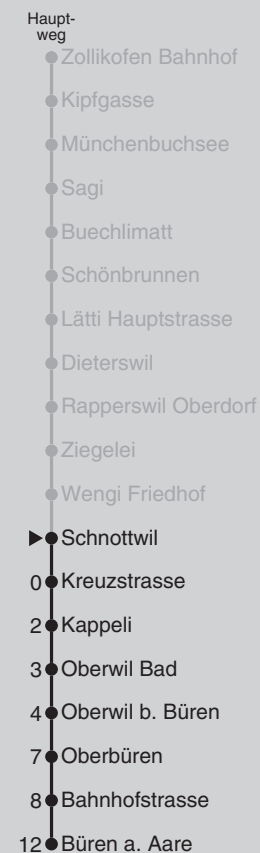 Haupt-
weg
Zollikofen Bahnhof
Kipfgasse
Münchenbuchsee
Sagi
Buechlimatt
Schönbrunnen
Lätti Hauptstrasse
Dieterswil
Rapperswil Oberdorf
Ziegelei
Wengi Friedhof
Schnottwil
0 Kreuzstrasse
2 Kappeli
3 Oberwil Bad
4 Oberwil b. Büren
7 Oberbüren
8 Bahnhofstrasse
12 Büren a. Aare